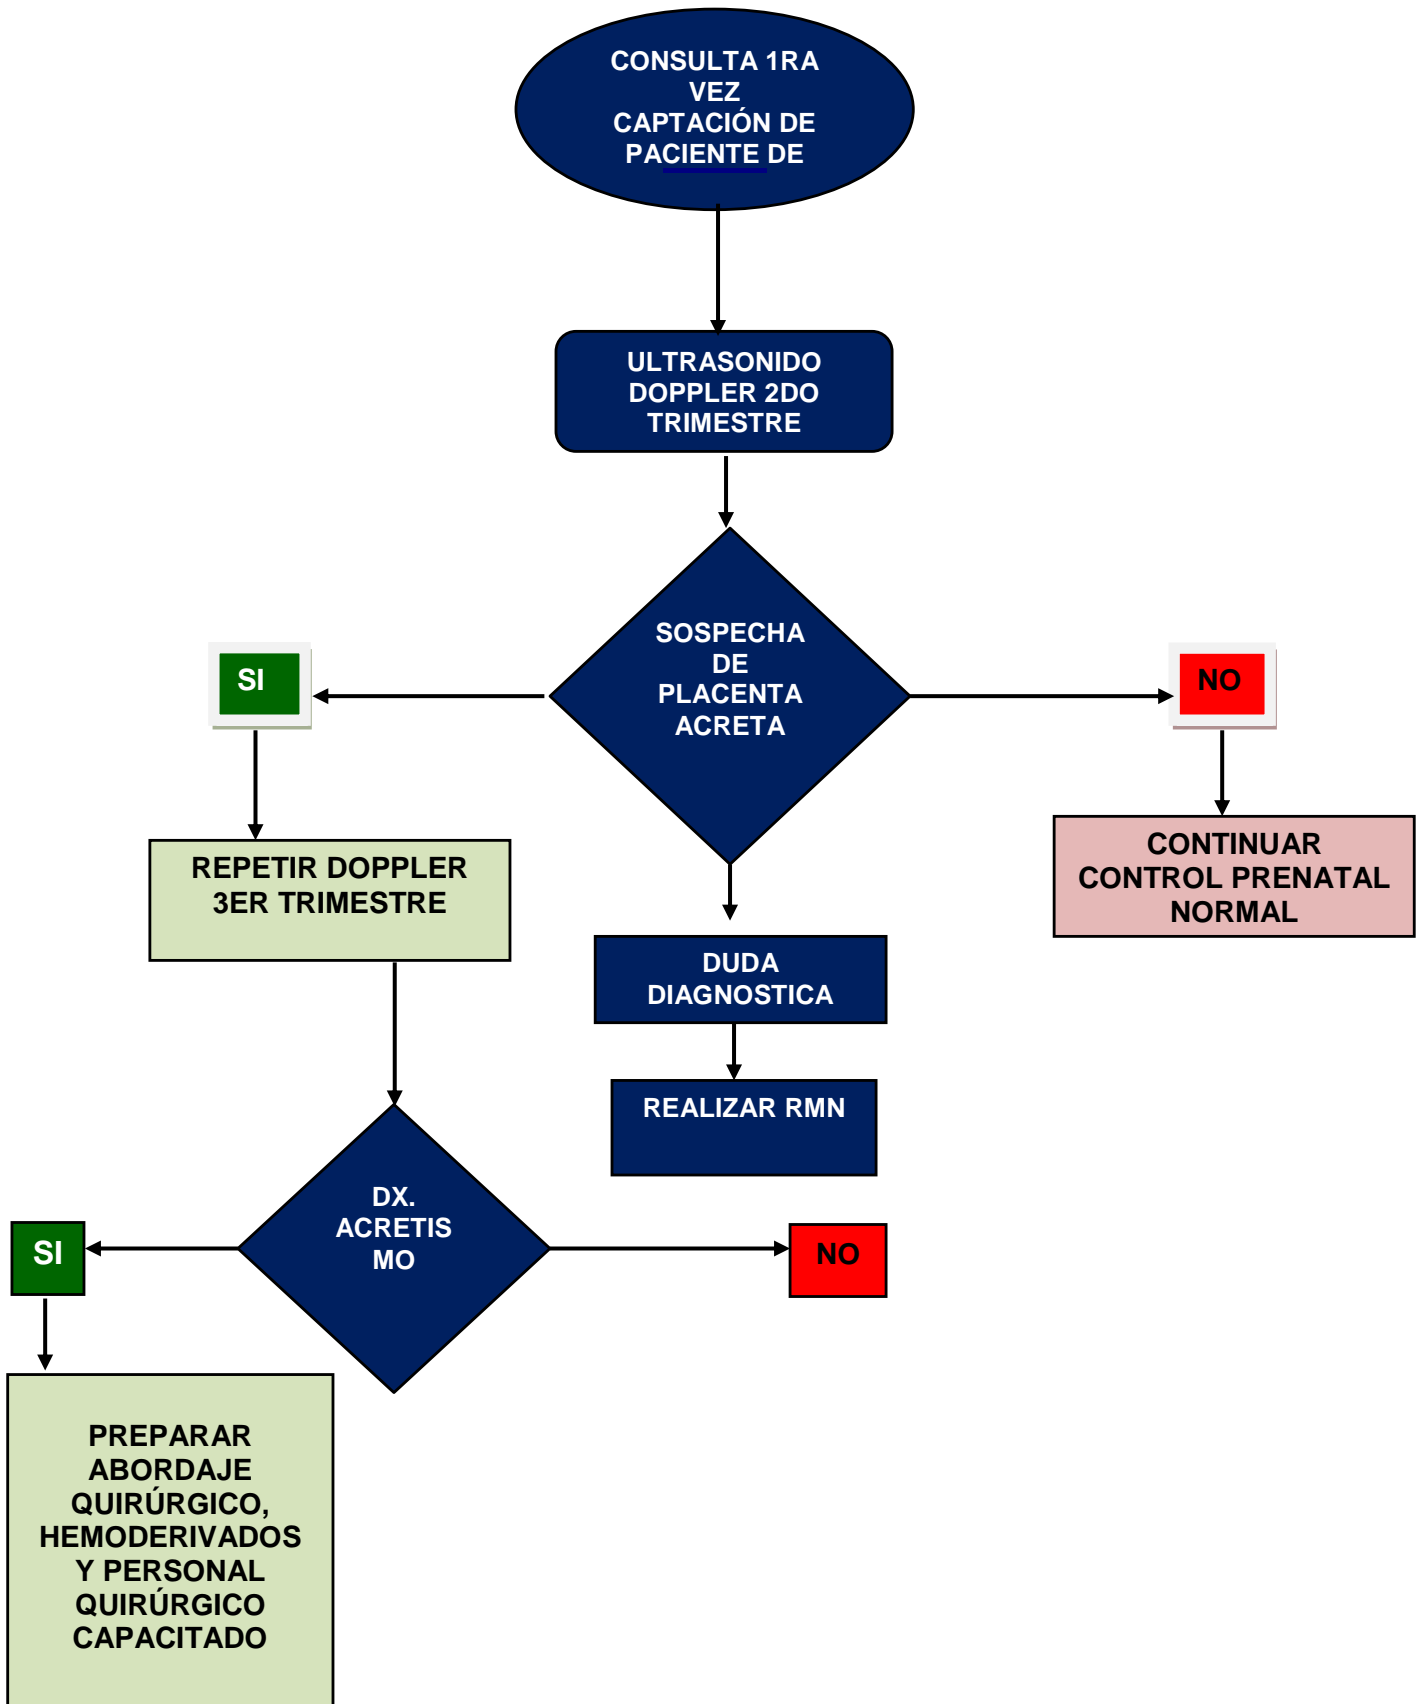 CONSULTA 1RA
VEZ
CAPTACIÓN DE
PACIENTE DE
ULTRASONIDO
DOPPLER 2DO
TRIMESTRE
SOSPECHA
DE
PLACENTA
ACRETA
SI
NO
REPETIR DOPPLER
3ER TRIMESTRE
CONTINUAR
CONTROL PRENATAL
NORMAL
DUDA
DIAGNOSTICA
REALIZAR RMN
DX.
ACRETIS
MO
SI
NO
PREPARAR
ABORDAJE
QUIRÚRGICO,
HEMODERIVADOS
Y PERSONAL
QUIRÚRGICO
CAPACITADO